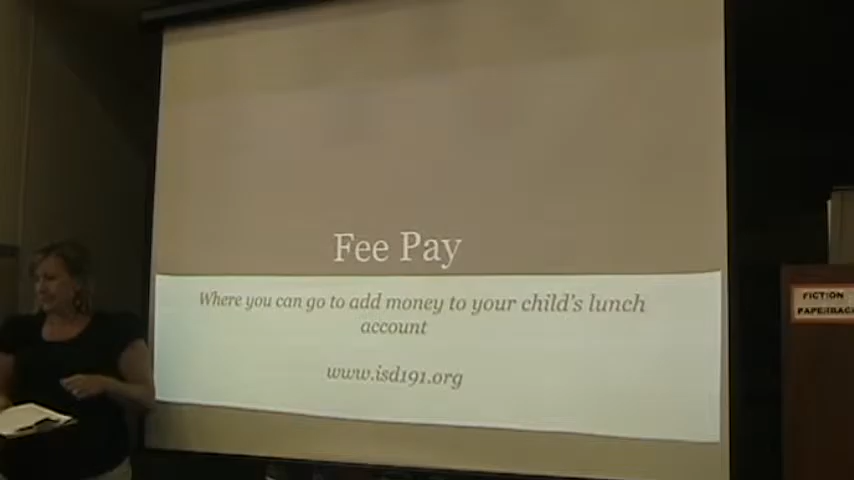 Fee Pay
Where you can go to add money to your child's lunch
account
www.isd191.org
FICTION
PAPERBACK